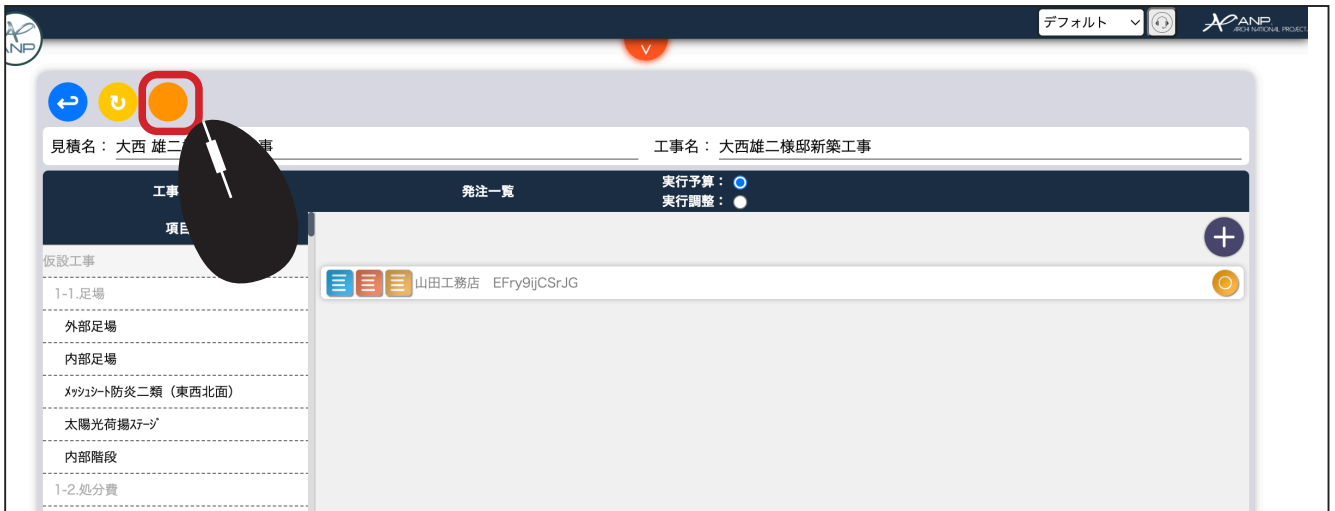 デフォルト
ANP
ARCHI NATIONAL PROJECT
ANP
見積名： 大西 雄二 事
工事名： 大西雄二様邸新築工事
工事
発注一覧
実行予算：
実行調整：
項目
仮設工事
1-1.足場
山田工務店 EFry9ijCSrJG
外部足場
内部足場
ﾒｯｼｭｼｰﾄ防炎二類（東西北面）
太陽光荷揚ｽﾃｰｼﾞ
内部階段
1-2.処分費